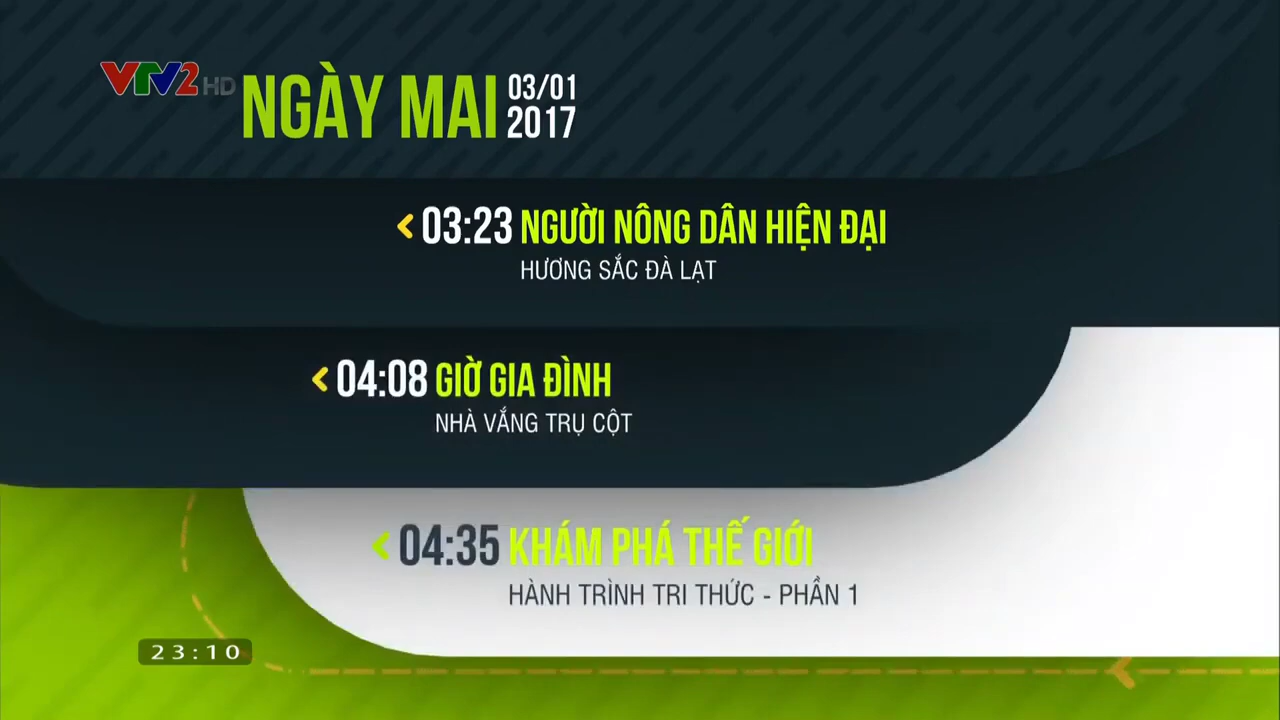 VTV2 HD
NGÀY MAI
03/01
2017
03:23 NGƯỜI NÔNG DÂN HIỆN ĐẠI
HƯƠNG SẮC ĐÀ LẠT
04:08 GIỜ GIA ĐÌNH
NHÀ VẮNG TRỤ CỘT
04:35 KHÁM PHÁ THẾ GIỚI
HÀNH TRÌNH TRI THỨC - PHẦN 1
23:10